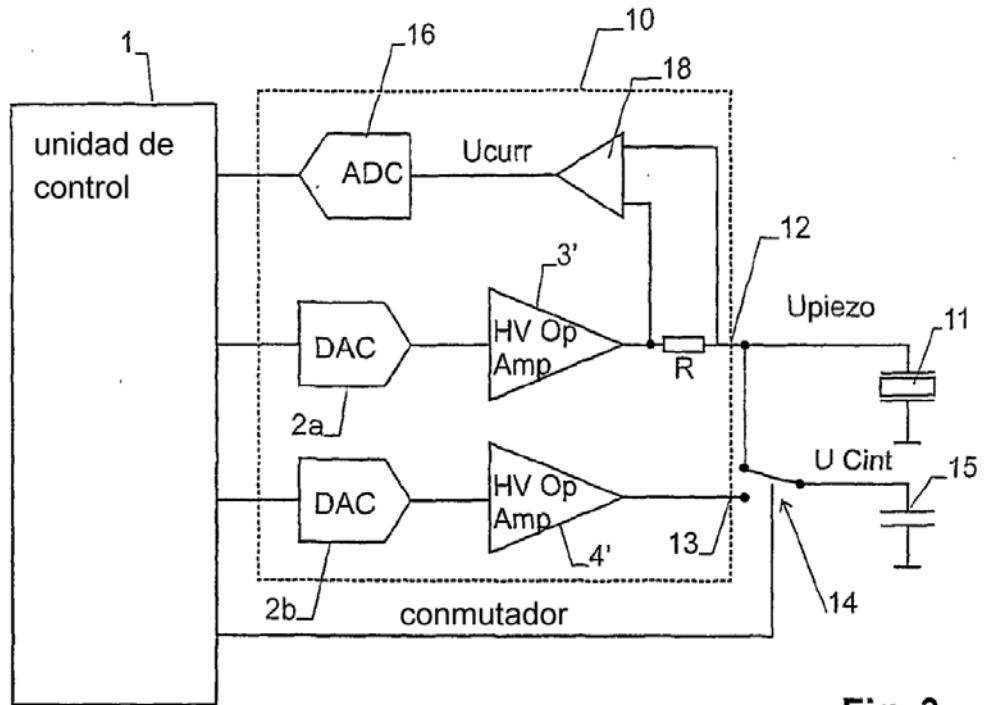 1
16
10
18
unidad de
control
ADC
Ucurr
12
3'
Upiezo
11
DAC
HV Op
Amp
R
2a
U Cint
15
DAC
HV Op
Amp
13
4'
14
2b
conmutador